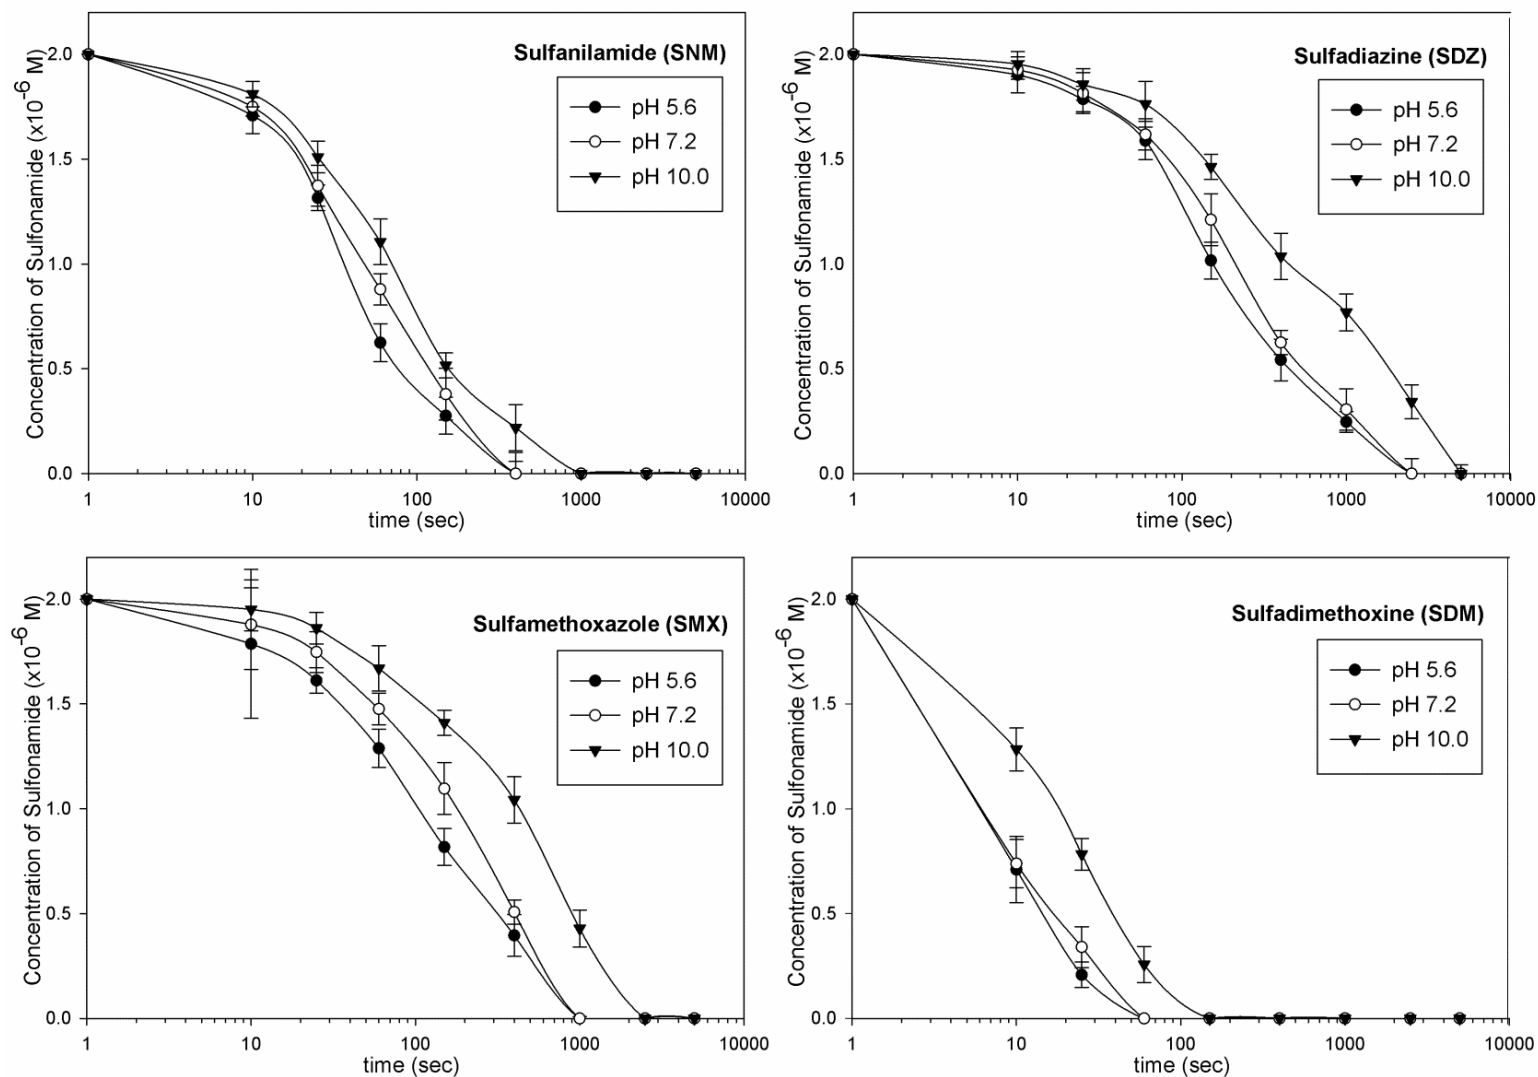 Sulfanilamide (SNM)
pH 5.6
pH 7.2
pH 10.0
Concentration of Sulfonamide (x10-6 M)
2.0
1.5
1.0
0.5
0.0
1 10 100 1000 10000
time (sec)
Sulfadiazine (SDZ)
pH 5.6
pH 7.2
pH 10.0
Concentration of Sulfonamide (x10-6 M)
2.0
1.5
1.0
0.5
0.0
1 10 100 1000 10000
time (sec)
Sulfamethoxazole (SMX)
pH 5.6
pH 7.2
pH 10.0
Concentration of Sulfonamide (x10-6 M)
2.0
1.5
1.0
0.5
0.0
1 10 100 1000 10000
time (sec)
Sulfadimethoxine (SDM)
pH 5.6
pH 7.2
pH 10.0
Concentration of Sulfonamide (x10-6 M)
2.0
1.5
1.0
0.5
0.0
1 10 100 1000 10000
time (sec)